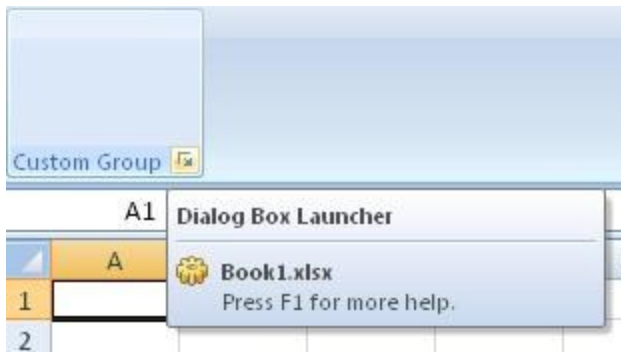 Custom Group
A1
Dialog Box Launcher
A
Book1.xlsx
1
Press F1 for more help.
2